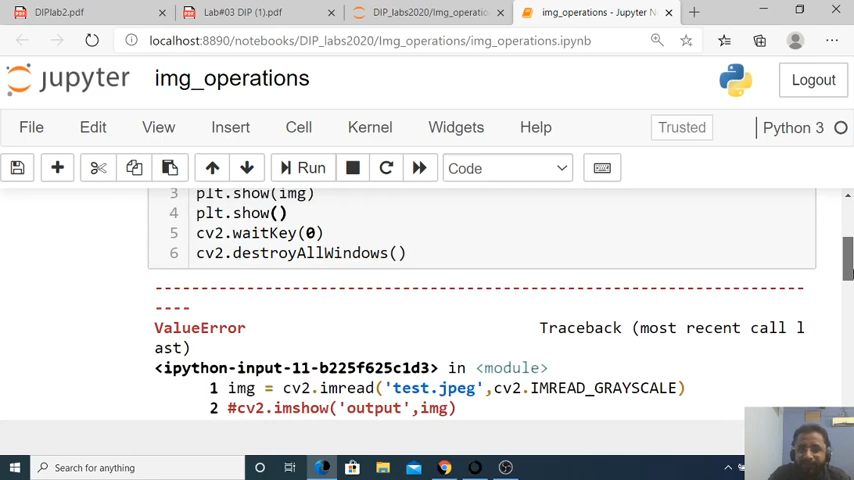 DIPlab2.pdf
Lab#03 DIP (1).pdf
DIP_labs2020/Img_operatio
img_operations - Jupyter N
localhost:8890/notebooks/DIP_labs2020/Img_operations/img_operations.ipynb
jupyter img_operations
Logout
File Edit View Insert Cell Kernel Widgets Help Trusted Python 3
Run Code
3 plt.show(img)
4 plt.show()
5 cv2.waitKey(0)
6 cv2.destroyAllWindows()
--------------------------------------------------------------------
----
ValueError Traceback (most recent call l
ast)
<ipython-input-11-b225f625c1d3> in <module>
1 img = cv2.imread('test.jpeg',cv2.IMREAD_GRAYSCALE)
2 #cv2.imshow('output',img)
Search for anything